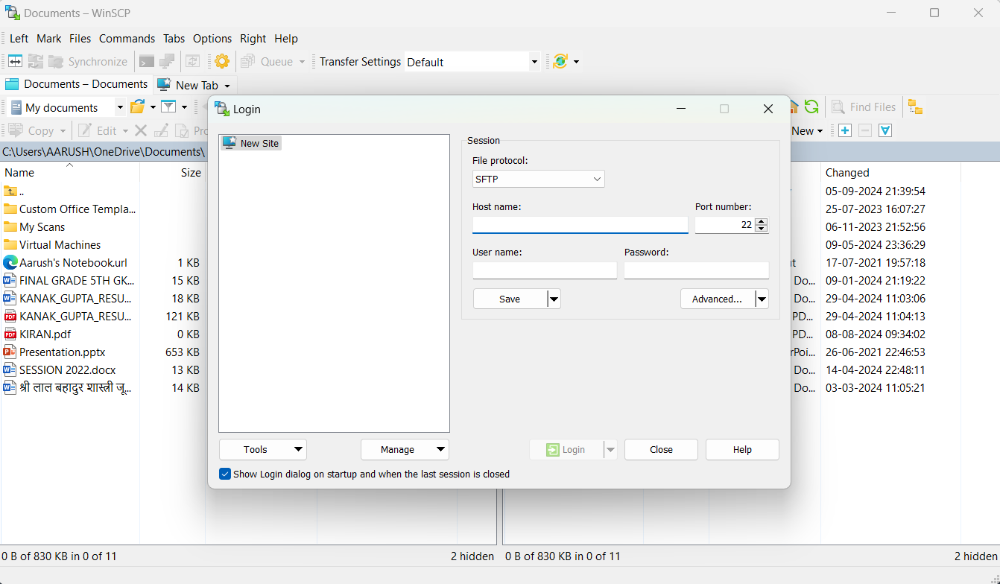 Documents – WinSCP
Left Mark Files Commands Tabs Options Right Help
Synchronize Queue Transfer Settings Default
Documents – Documents New Tab
My documents Find Files
Copy Edit New
C:\Users\AARUSH\OneDrive\Documents\
Name Size Changed
.. 05-09-2024 21:39:54
Custom Office Templa... 25-07-2023 16:07:27
My Scans 06-11-2023 21:52:56
Virtual Machines 09-05-2024 23:36:29
Aarush's Notebook.url 1 KB 17-07-2021 19:57:18
FINAL GRADE 5TH GK... 15 KB Do... 09-01-2024 21:19:22
KANAK_GUPTA_RESU... 18 KB Do... 29-04-2024 11:03:06
KANAK_GUPTA_RESU... 121 KB PD... 29-04-2024 11:04:13
KIRAN.pdf 0 KB PD... 08-08-2024 09:34:02
Presentation.pptx 653 KB rPoi... 26-06-2021 22:46:53
SESSION 2022.docx 13 KB Do... 14-04-2024 22:48:11
श्री लाल बहादुर शास्त्री जू... 14 KB Do... 03-03-2024 11:05:21
Login
New Site
Session
File protocol:
SFTP
Host name: Port number:
22
User name: Password:
Save Advanced...
Tools Manage Login Close Help
Show Login dialog on startup and when the last session is closed
0 B of 830 KB in 0 of 11 2 hidden 0 B of 830 KB in 0 of 11 2 hidden